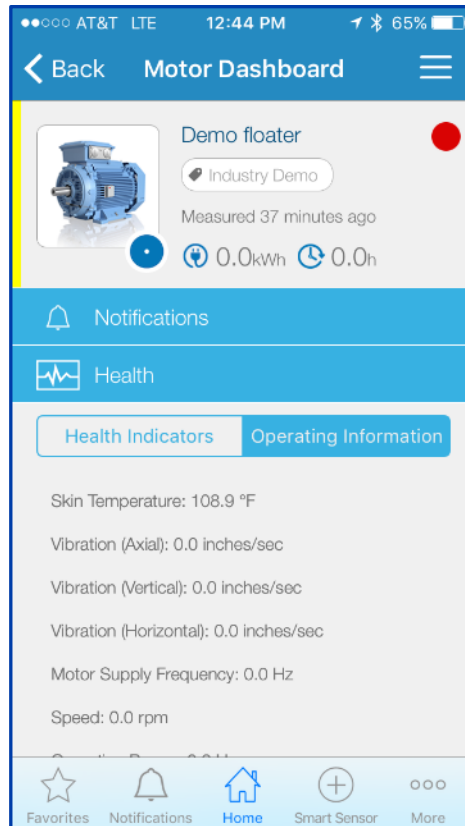 AT&T LTE 12:44 PM 65%
Back Motor Dashboard
Demo floater
Industry Demo
Measured 37 minutes ago
0.0kWh 0.0h
Notifications
Health
Health Indicators Operating Information
Skin Temperature: 108.9 °F
Vibration (Axial): 0.0 inches/sec
Vibration (Vertical): 0.0 inches/sec
Vibration (Horizontal): 0.0 inches/sec
Motor Supply Frequency: 0.0 Hz
Speed: 0.0 rpm
Favorites Notifications Home Smart Sensor More